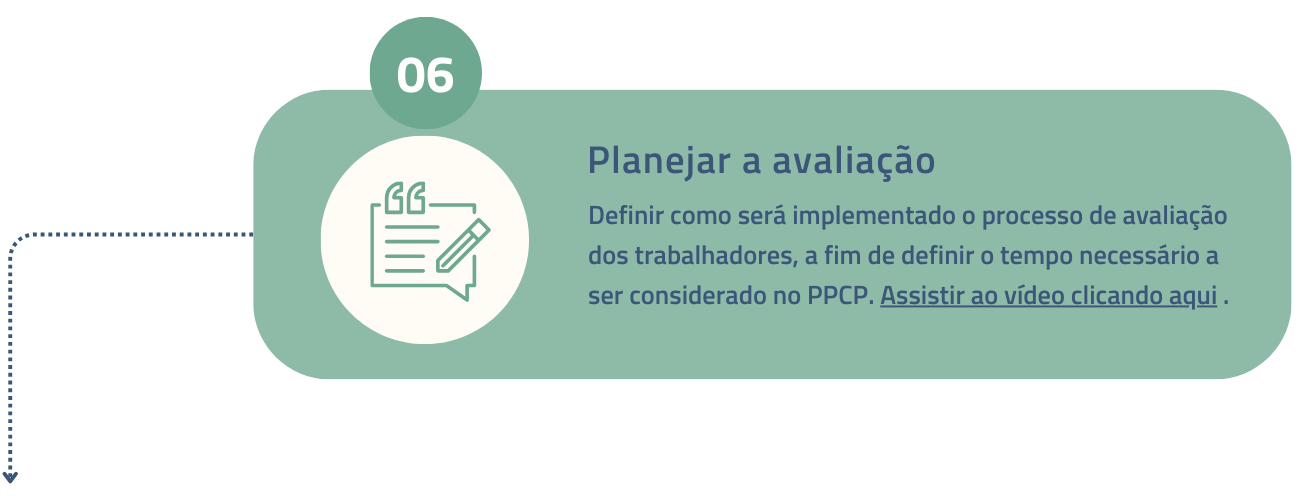 06
Planejar a avaliação
Definir como será implementado o processo de avaliação
dos trabalhadores, a fim de definir o tempo necessário a
ser considerado no PPCP. Assistir ao vídeo clicando aqui .